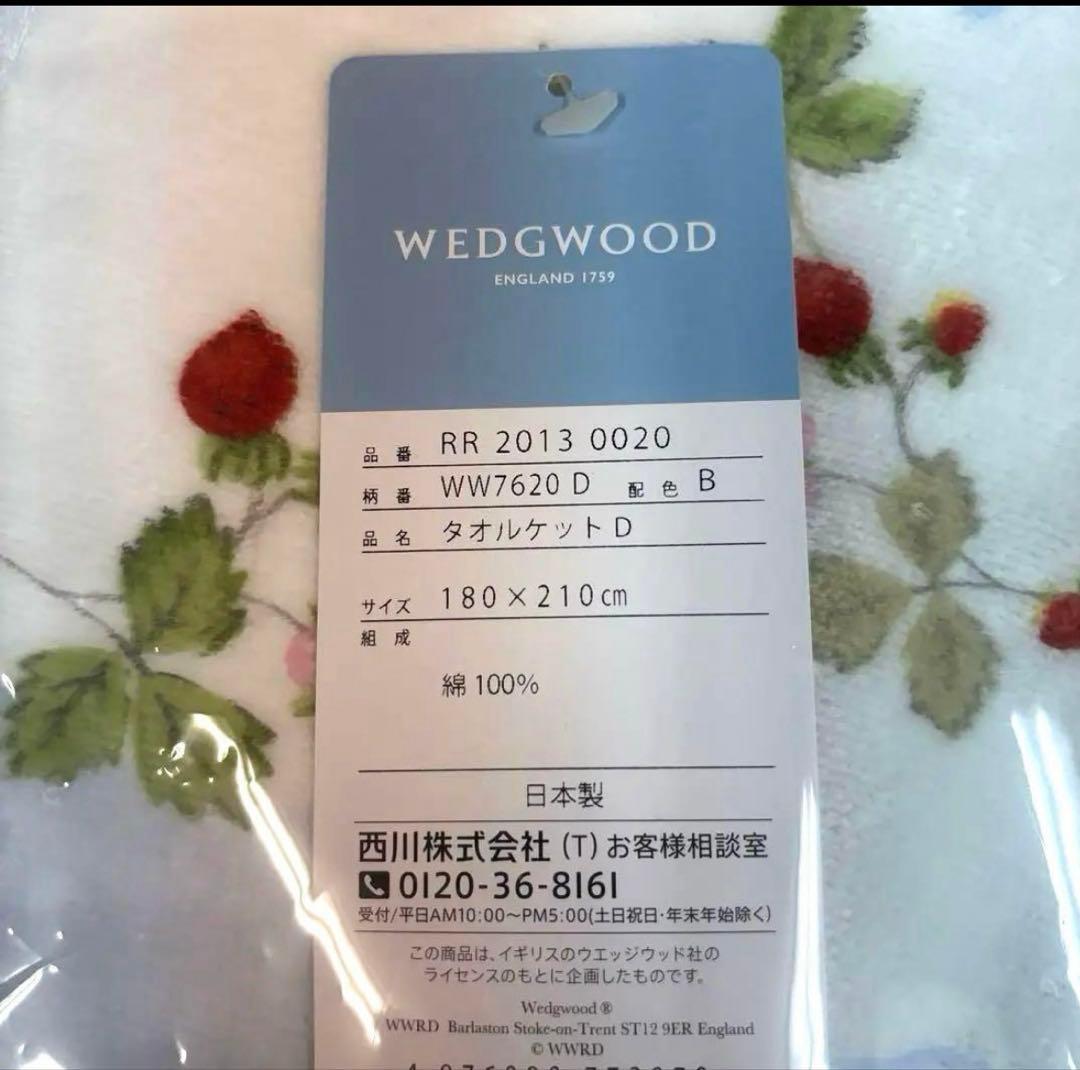 WEDGWOOD
ENGLAND 1759
品番 RR 2013 0020
柄番 WW7620 D 配色 B
品名 タオルケット D
サイズ 180×210cm
組成
綿 100%
日本製
西川株式会社 (T) お客様相談室
0120-36-8161
受付/平日AM10:00〜PM5:00(土日祝日・年末年始除く)
この商品は、イギリスのウエッジウッド社の
ライセンスのもとに企画したものです。
Wedgwood ®
WWRD Barlaston Stoke-on-Trent ST12 9ER England
© WWRD